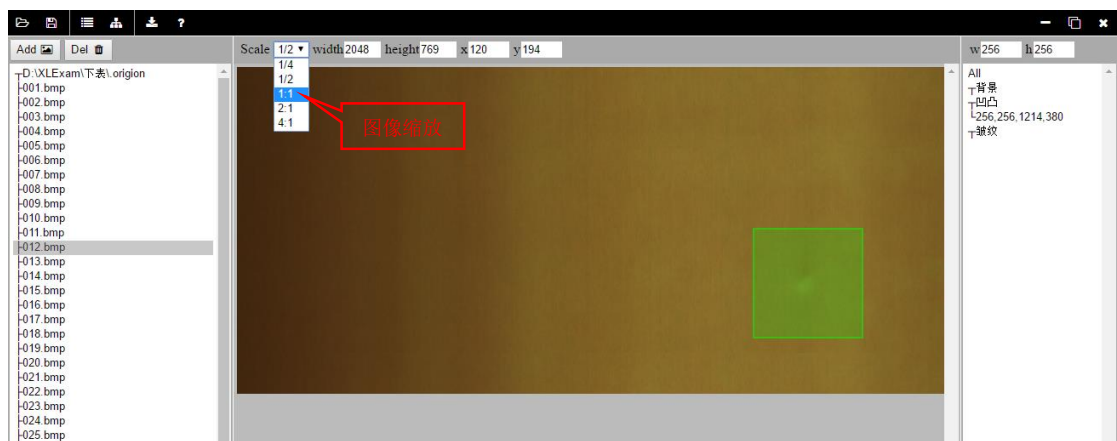 ?
Add Del
Scale 1/2 width 2048 height 769 x 120 y 194
w 256 h 256
1/4
1/2
1:1
2:1
4:1
图像缩放
D:\XLExam\下表\.origion
001.bmp
002.bmp
003.bmp
004.bmp
005.bmp
006.bmp
007.bmp
008.bmp
009.bmp
010.bmp
011.bmp
012.bmp
013.bmp
014.bmp
015.bmp
016.bmp
017.bmp
018.bmp
019.bmp
020.bmp
021.bmp
022.bmp
023.bmp
024.bmp
025.bmp
All
背景
凹凸
256,256,1214,380
皱纹